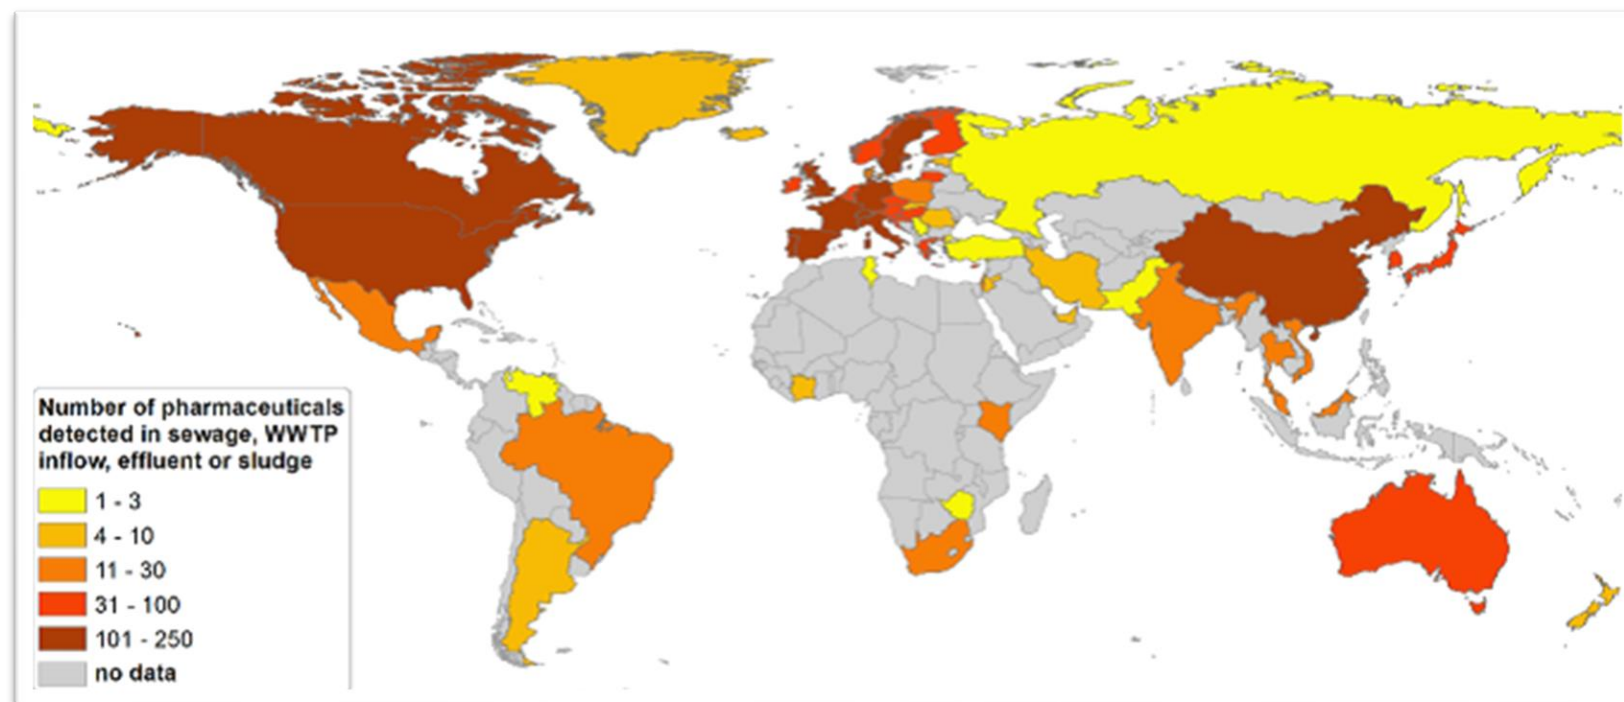 Number of pharmaceuticals
detected in sewage, WWTP
inflow, effluent or sludge
1 - 3
4 - 10
11 - 30
31 - 100
101 - 250
no data